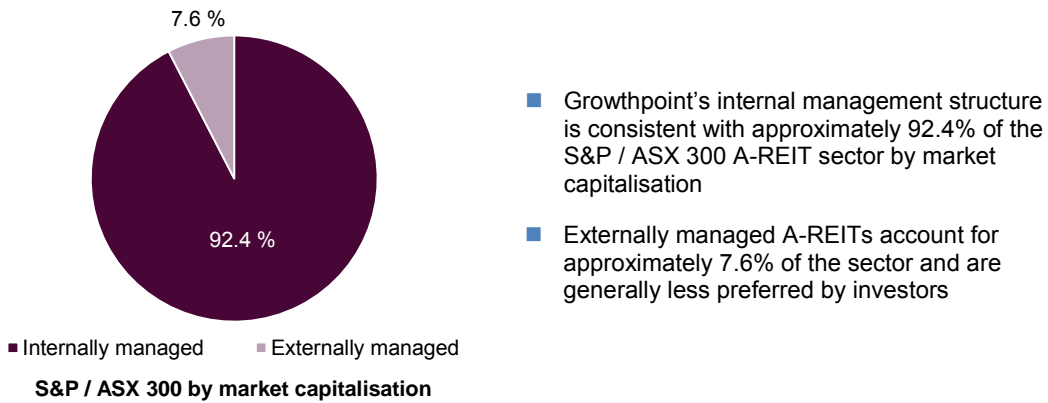 7.6 %
92.4 %
Internally managed
Externally managed
S&P / ASX 300 by market capitalisation
Growthpoint’s internal management structure
is consistent with approximately 92.4% of the
S&P / ASX 300 A-REIT sector by market
capitalisation
Externally managed A-REITs account for
approximately 7.6% of the sector and are
generally less preferred by investors